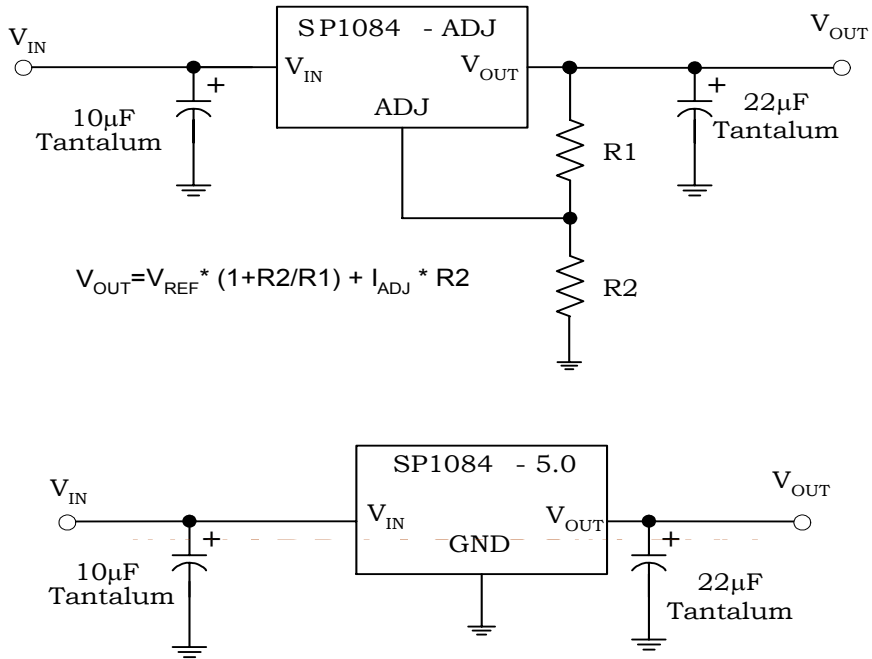 SP1084 - ADJ
V_IN
V_OUT
V_IN
V_OUT
ADJ
+
+
10µF
Tantalum
22µF
Tantalum
R1
V_OUT=V_REF* (1+R2/R1) + I_ADJ * R2
R2
SP1084 - 5.0
V_IN
V_OUT
V_IN
V_OUT
GND
+
+
10µF
Tantalum
22µF
Tantalum